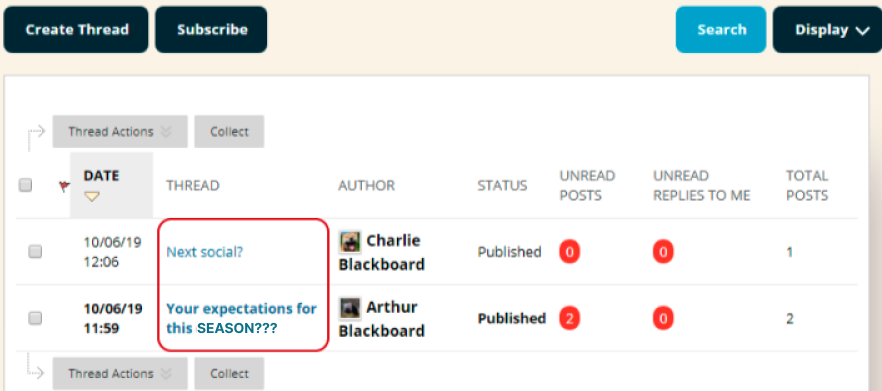 Create Thread Subscribe Search Display
Thread Actions Collect
DATE THREAD AUTHOR STATUS UNREAD POSTS UNREAD REPLIES TO ME TOTAL POSTS
10/06/19 12:06 Next social? Charlie Blackboard Published 0 0 1
10/06/19 11:59 Your expectations for this SEASON??? Arthur Blackboard Published 2 0 2
Thread Actions Collect